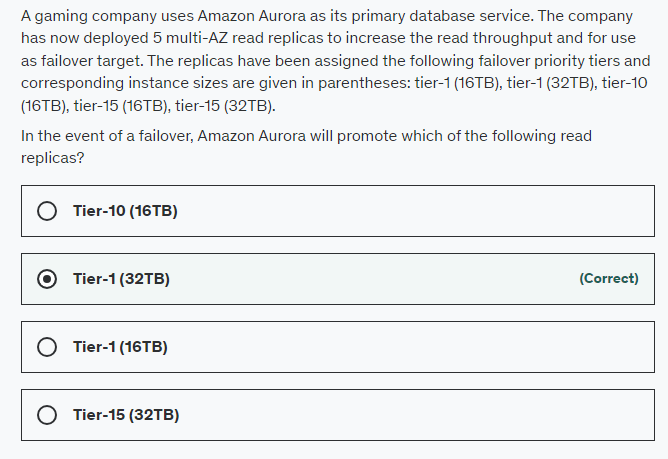 A gaming company uses Amazon Aurora as its primary database service. The company
has now deployed 5 multi-AZ read replicas to increase the read throughput and for use
as failover target. The replicas have been assigned the following failover priority tiers and
corresponding instance sizes are given in parentheses: tier-1 (16TB), tier-1 (32TB), tier-10
(16TB), tier-15 (16TB), tier-15 (32TB).
In the event of a failover, Amazon Aurora will promote which of the following read
replicas?
Tier-10 (16TB)
Tier-1 (32TB) (Correct)
Tier-1 (16TB)
Tier-15 (32TB)